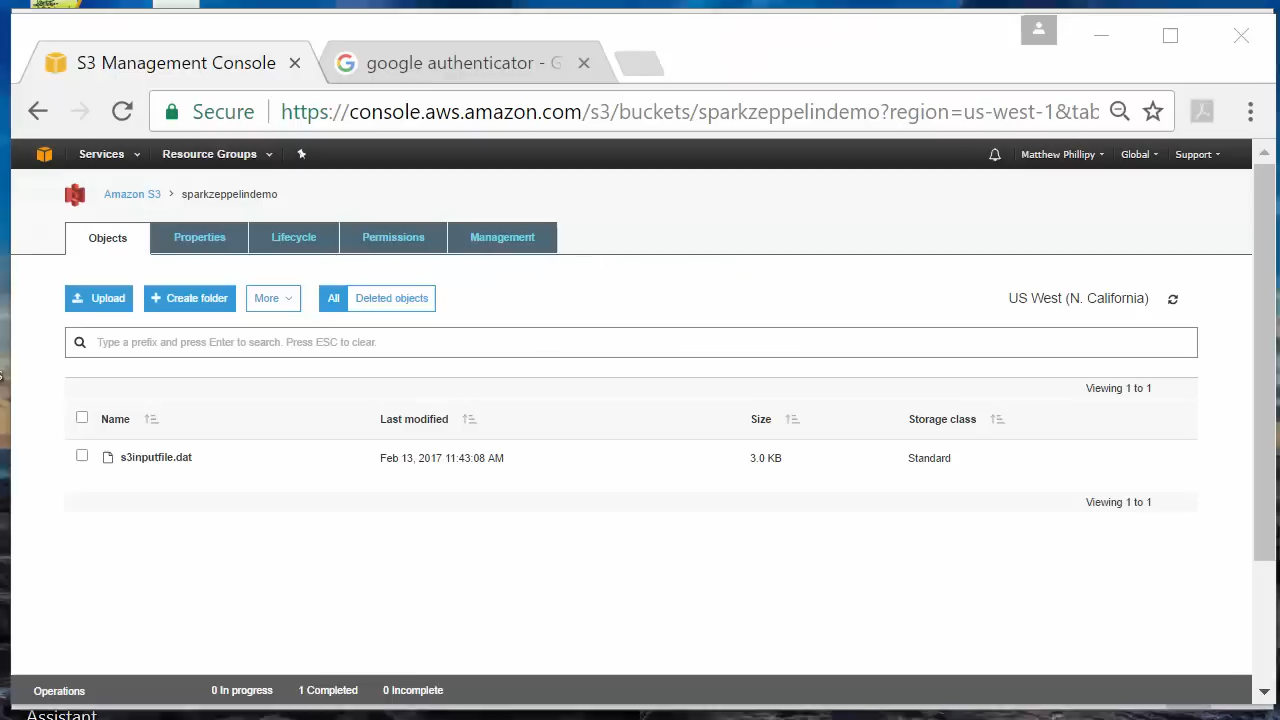 S3 Management Console
google authenticator - G
Secure https://console.aws.amazon.com/s3/buckets/sparkzeppelindemo?region=us-west-1&tab
Services Resource Groups Matthew Phillipy Global Support
Amazon S3 > sparkzeppelindemo
Objects Properties Lifecycle Permissions Management
Upload + Create folder More All Deleted objects US West (N. California)
Type a prefix and press Enter to search. Press ESC to clear.
Viewing 1 to 1
Name Last modified Size Storage class
s3inputfile.dat Feb 13, 2017 11:43:08 AM 3.0 KB Standard
Viewing 1 to 1
Operations 0 In progress 1 Completed 0 Incomplete
Assistant